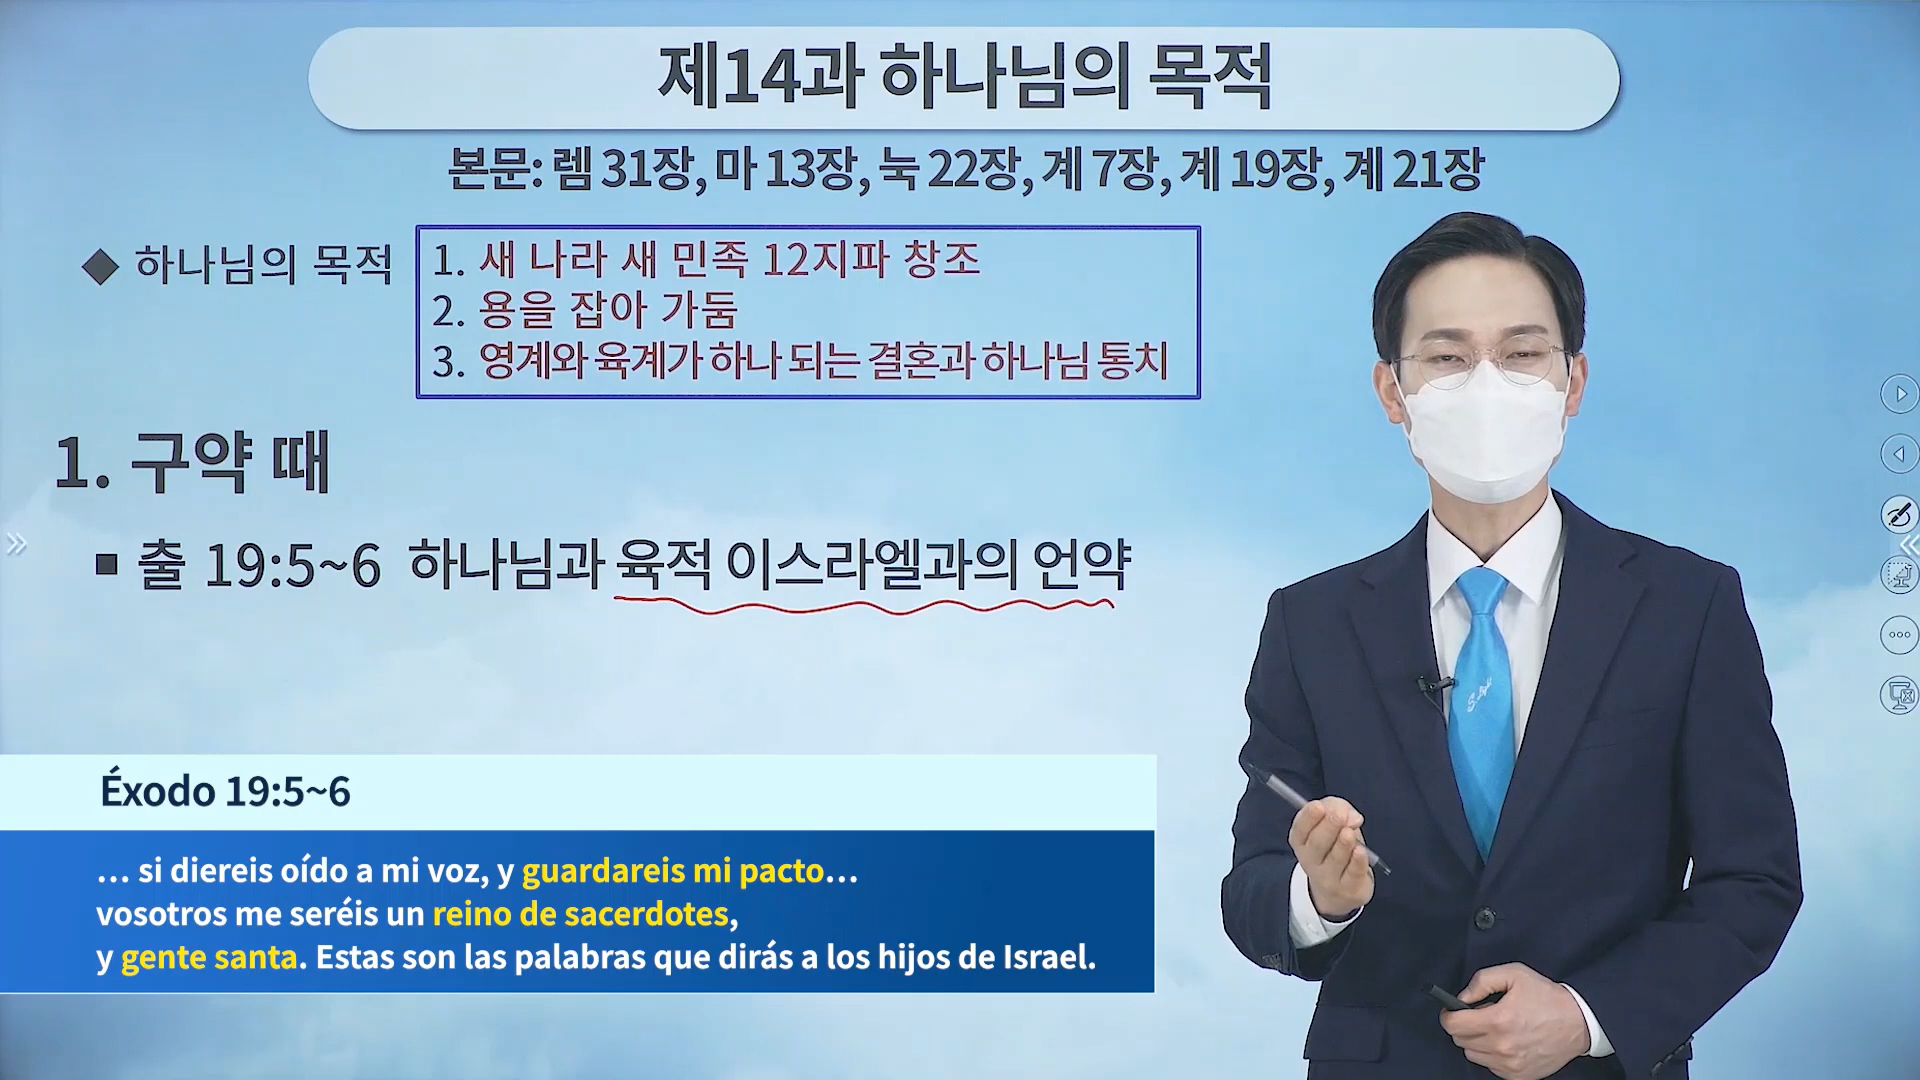 제14과 하나님의 목적
본문: 렘 31장, 마 13장, 눅 22장, 계 7장, 계 19장, 계 21장
◆ 하나님의 목적
1. 새 나라 새 민족 12지파 창조
2. 용을 잡아 가둠
3. 영계와 육계가 하나 되는 결혼과 하나님 통치
1. 구약 때
▪ 출 19:5~6 하나님과 육적 이스라엘과의 언약
Éxodo 19:5~6
… si diereis oído a mi voz, y guardareis mi pacto…
vosotros me seréis un reino de sacerdotes,
y gente santa. Estas son las palabras que dirás a los hijos de Israel.